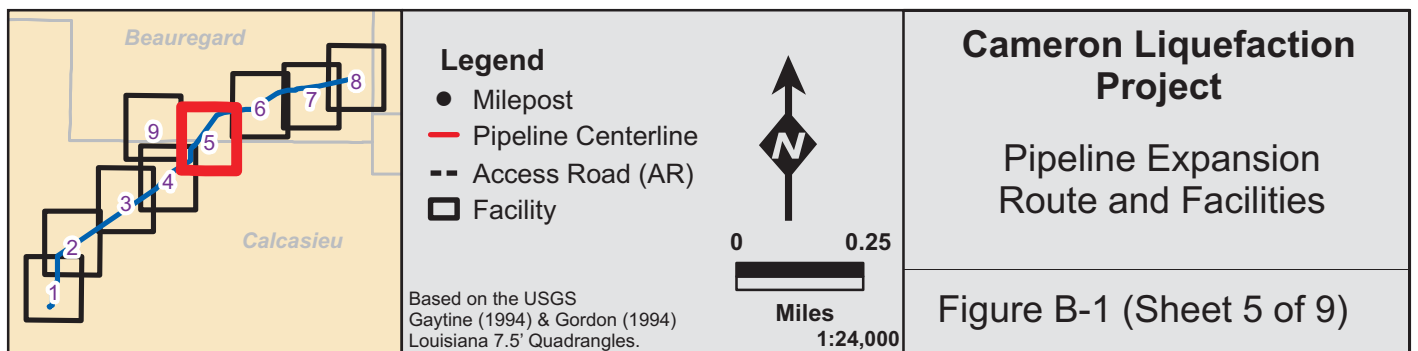 Beauregard
8
7
6
9
5
4
3
Calcasieu
2
1
Legend
Milepost
Pipeline Centerline
Access Road (AR)
Facility
Based on the USGS
Gaytine (1994) & Gordon (1994)
Louisiana 7.5' Quadrangles.
N
0 0.25
Miles
1:24,000
Cameron Liquefaction
Project
Pipeline Expansion
Route and Facilities
Figure B-1 (Sheet 5 of 9)